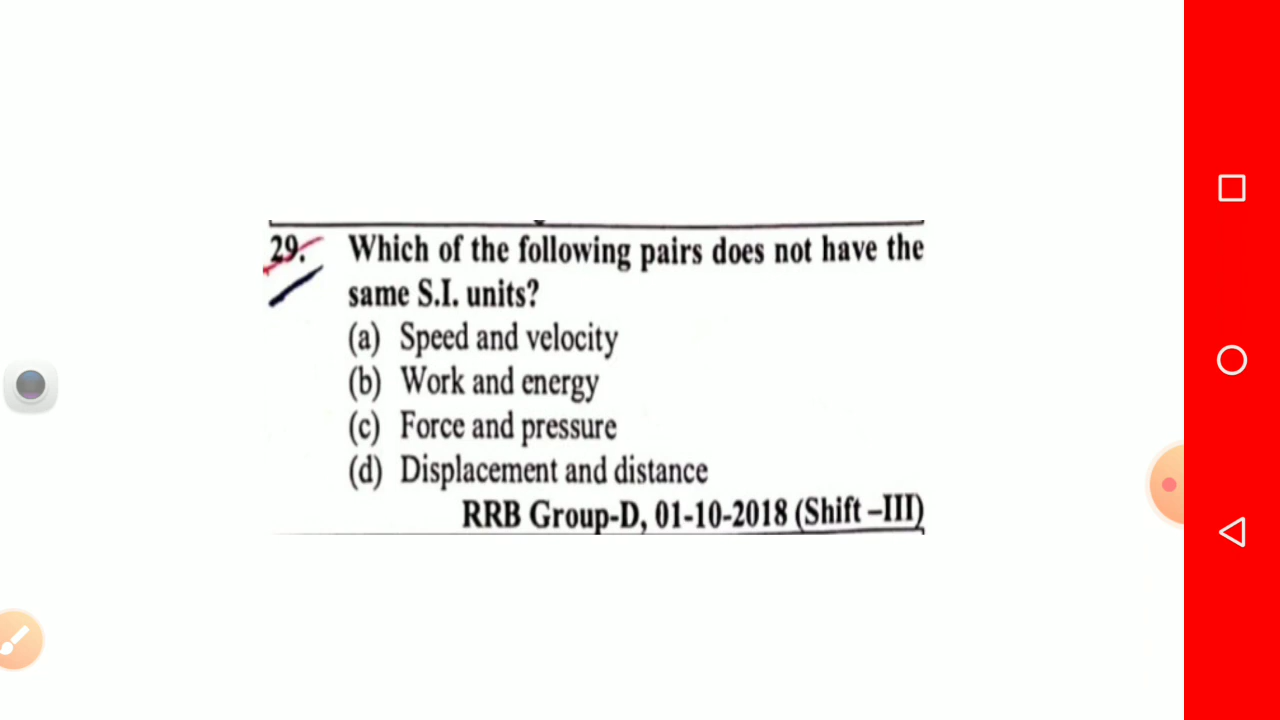 29. Which of the following pairs does not have the
same S.I. units?
(a) Speed and velocity
(b) Work and energy
(c) Force and pressure
(d) Displacement and distance
RRB Group-D, 01-10-2018 (Shift –III)